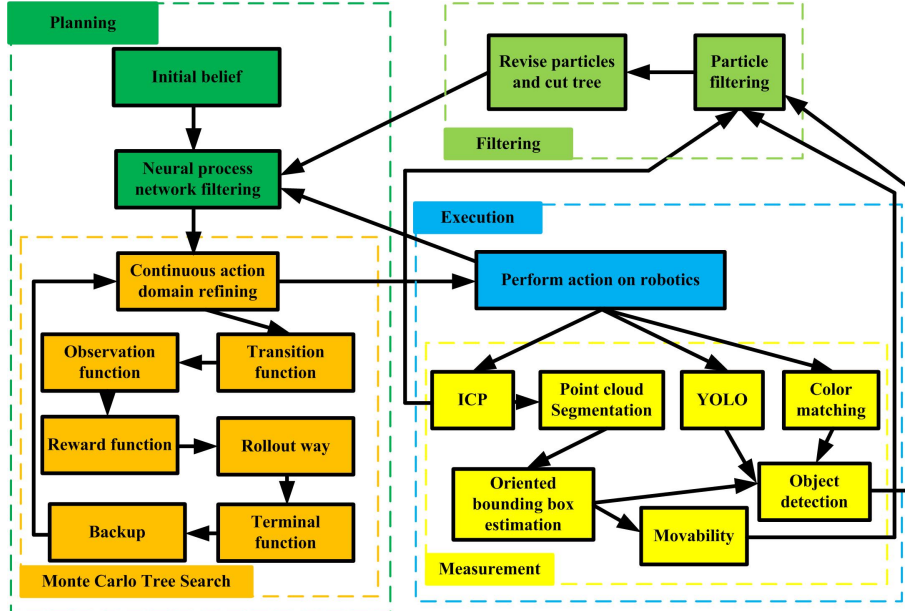 Planning
Initial belief
Neural process
network filtering
Continuous action
domain refining
Observation
function
Transition
function
Reward function
Rollout way
Backup
Terminal
function
Monte Carlo Tree Search
Revise particles
and cut tree
Particle
filtering
Filtering
Execution
Perform action on robotics
ICP
Point cloud
Segmentation
YOLO
Color
matching
Oriented
bounding box
estimation
Object
detection
Movability
Measurement